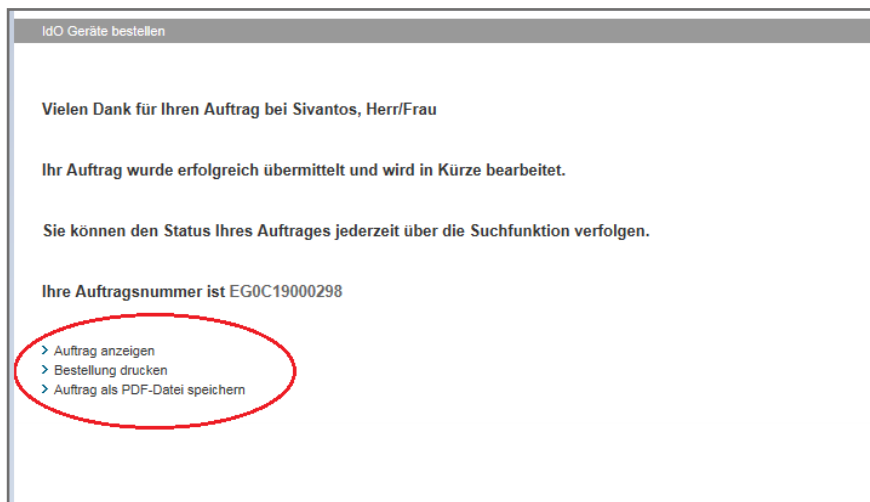 IdO Geräte bestellen
Vielen Dank für Ihren Auftrag bei Sivantos, Herr/Frau
Ihr Auftrag wurde erfolgreich übermittelt und wird in Kürze bearbeitet.
Sie können den Status Ihres Auftrages jederzeit über die Suchfunktion verfolgen.
Ihre Auftragsnummer ist EG0C19000298
> Auftrag anzeigen
> Bestellung drucken
> Auftrag als PDF-Datei speichern